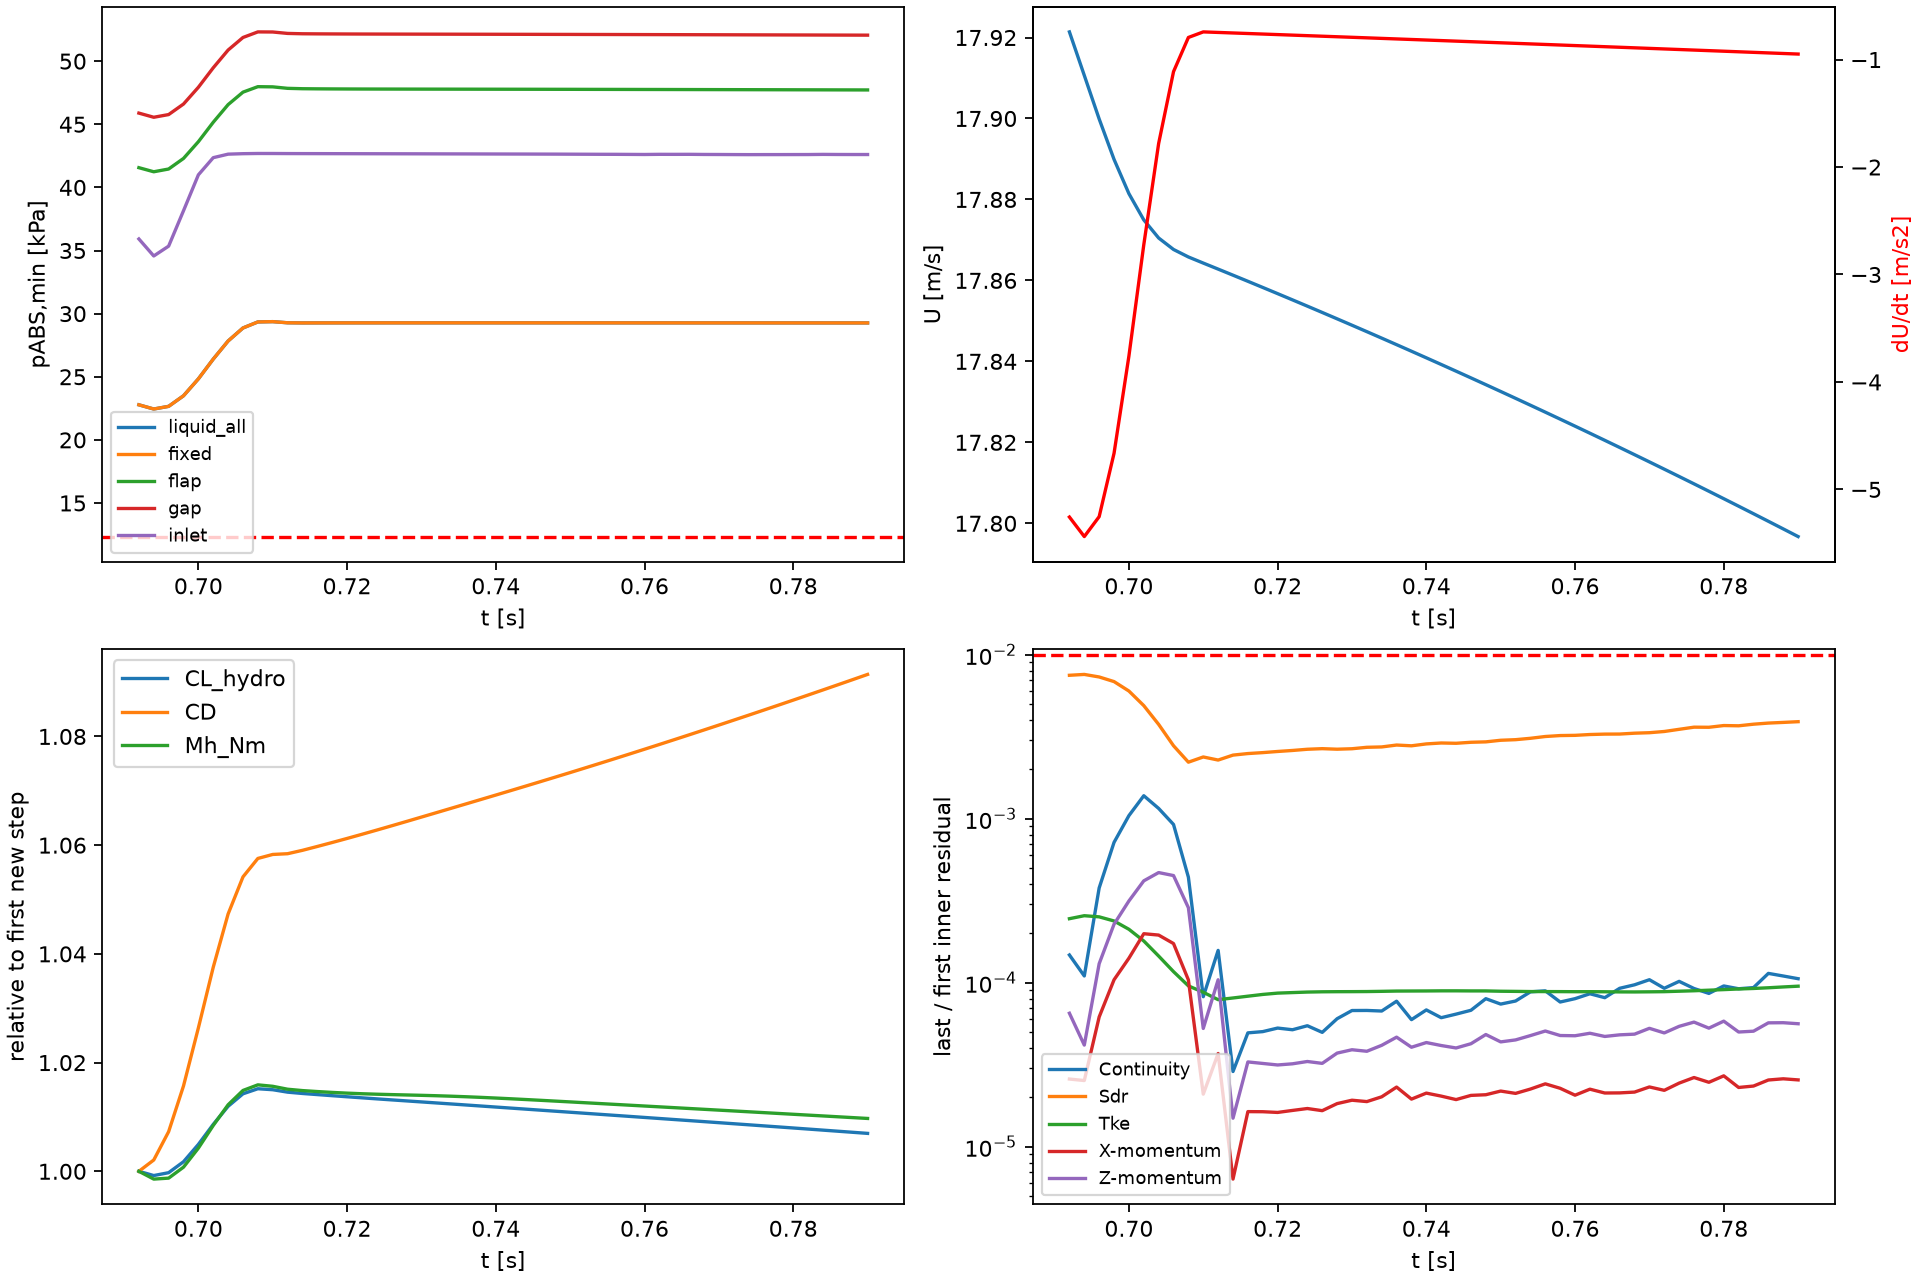 50
45
40
35
30
25
20
15
pABS,min [kPa]
liquid_all
fixed
flap
gap
inlet
0.70 0.72 0.74 0.76 0.78
t [s]
17.92
17.90
17.88
17.86
17.84
17.82
17.80
U [m/s]
−1
−2
−3
−4
−5
dU/dt [m/s2]
0.70 0.72 0.74 0.76 0.78
t [s]
1.08
1.06
1.04
1.02
1.00
relative to first new step
CL_hydro
CD
Mh_Nm
0.70 0.72 0.74 0.76 0.78
t [s]
10⁻²
10⁻³
10⁻⁴
10⁻⁵
last / first inner residual
Continuity
Sdr
Tke
X-momentum
Z-momentum
0.70 0.72 0.74 0.76 0.78
t [s]